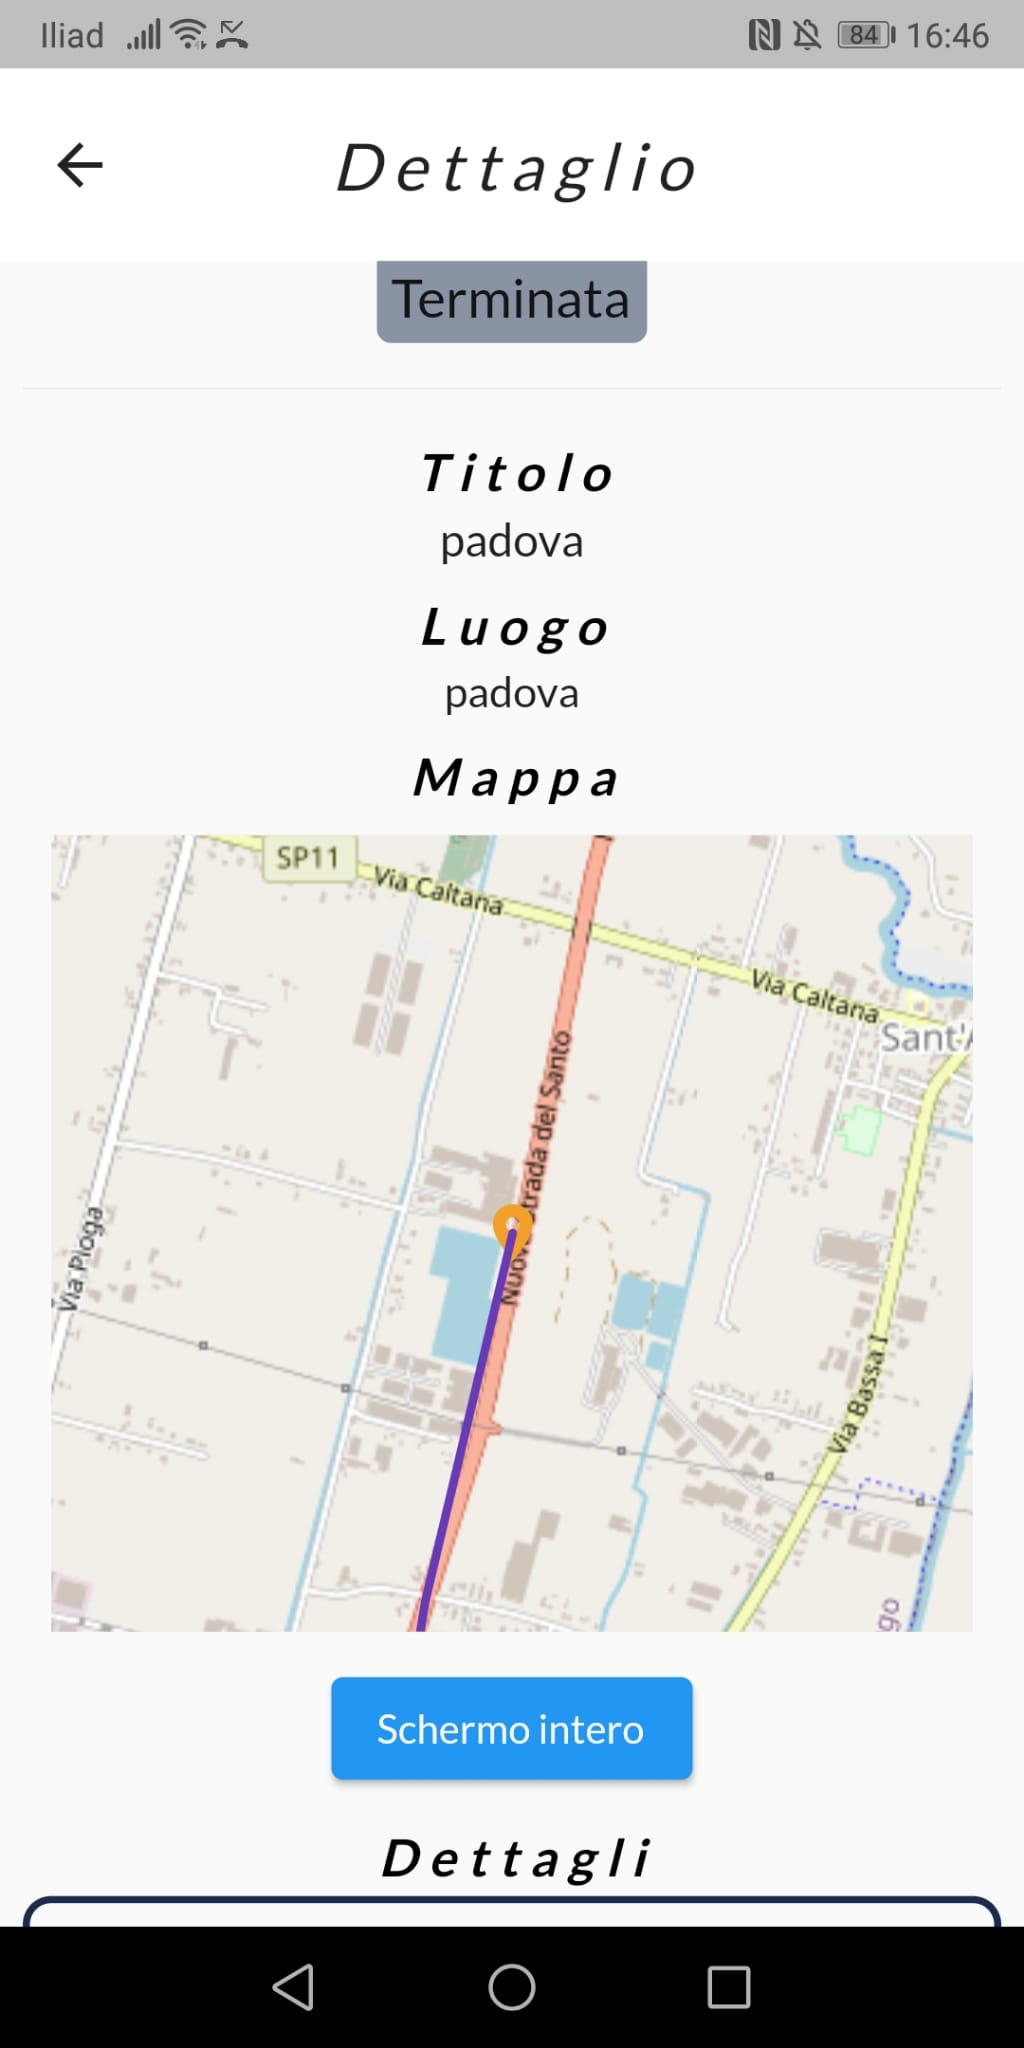 Iliad 84 16:46
Dettaglio
Terminata
Titolo
padova
Luogo
padova
Mappa
SP11
Via Caltana
Via Caltana
Sant'A
Strada del Santo
Nuova
Via Pioga
Via Bassa I
go
Schermo intero
Dettagli